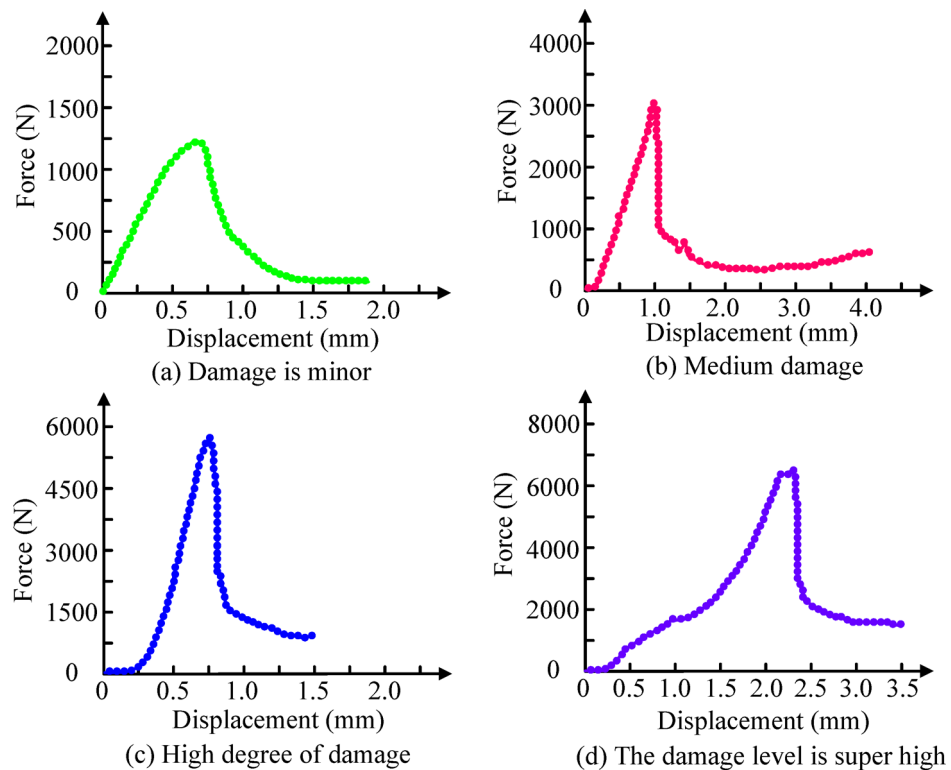 2000
1500
1000
500
0
Force (N)
0 0.5 1.0 1.5 2.0
Displacement (mm)
(a) Damage is minor
4000
3000
2000
1000
0
Force (N)
0 1.0 2.0 3.0 4.0
Displacement (mm)
(b) Medium damage
6000
4500
3000
1500
0
Force (N)
0 0.5 1.0 1.5 2.0
Displacement (mm)
(c) High degree of damage
8000
6000
4000
2000
0
Force (N)
0 0.5 1.0 1.5 2.0 2.5 3.0 3.5
Displacement (mm)
(d) The damage level is super high